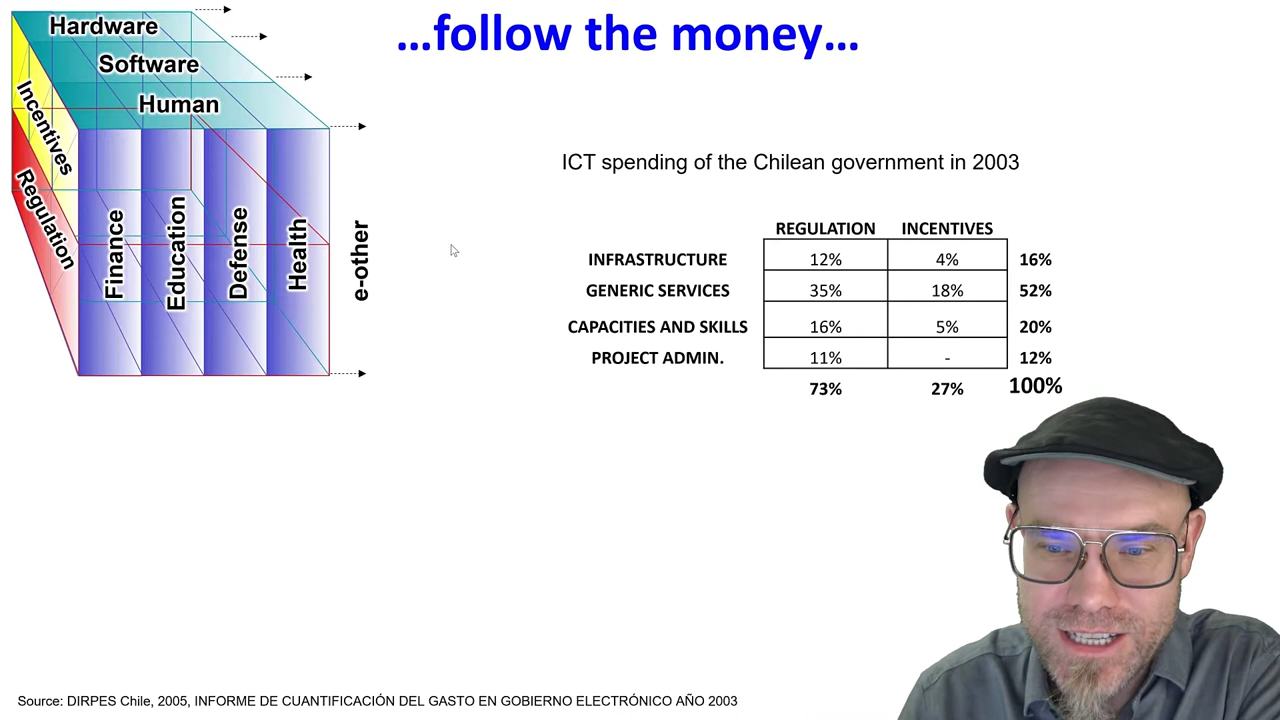 …follow the money…
Hardware
Software
Human
Incentives
Regulation
Finance
Education
Defense
Health
e-other
ICT spending of the Chilean government in 2003
REGULATION INCENTIVES
INFRASTRUCTURE 12% 4% 16%
GENERIC SERVICES 35% 18% 52%
CAPACITIES AND SKILLS 16% 5% 20%
PROJECT ADMIN. 11% - 12%
73% 27% 100%
Source: DIRPES Chile, 2005, INFORME DE CUANTIFICACIÓN DEL GASTO EN GOBIERNO ELECTRÓNICO AÑO 2003